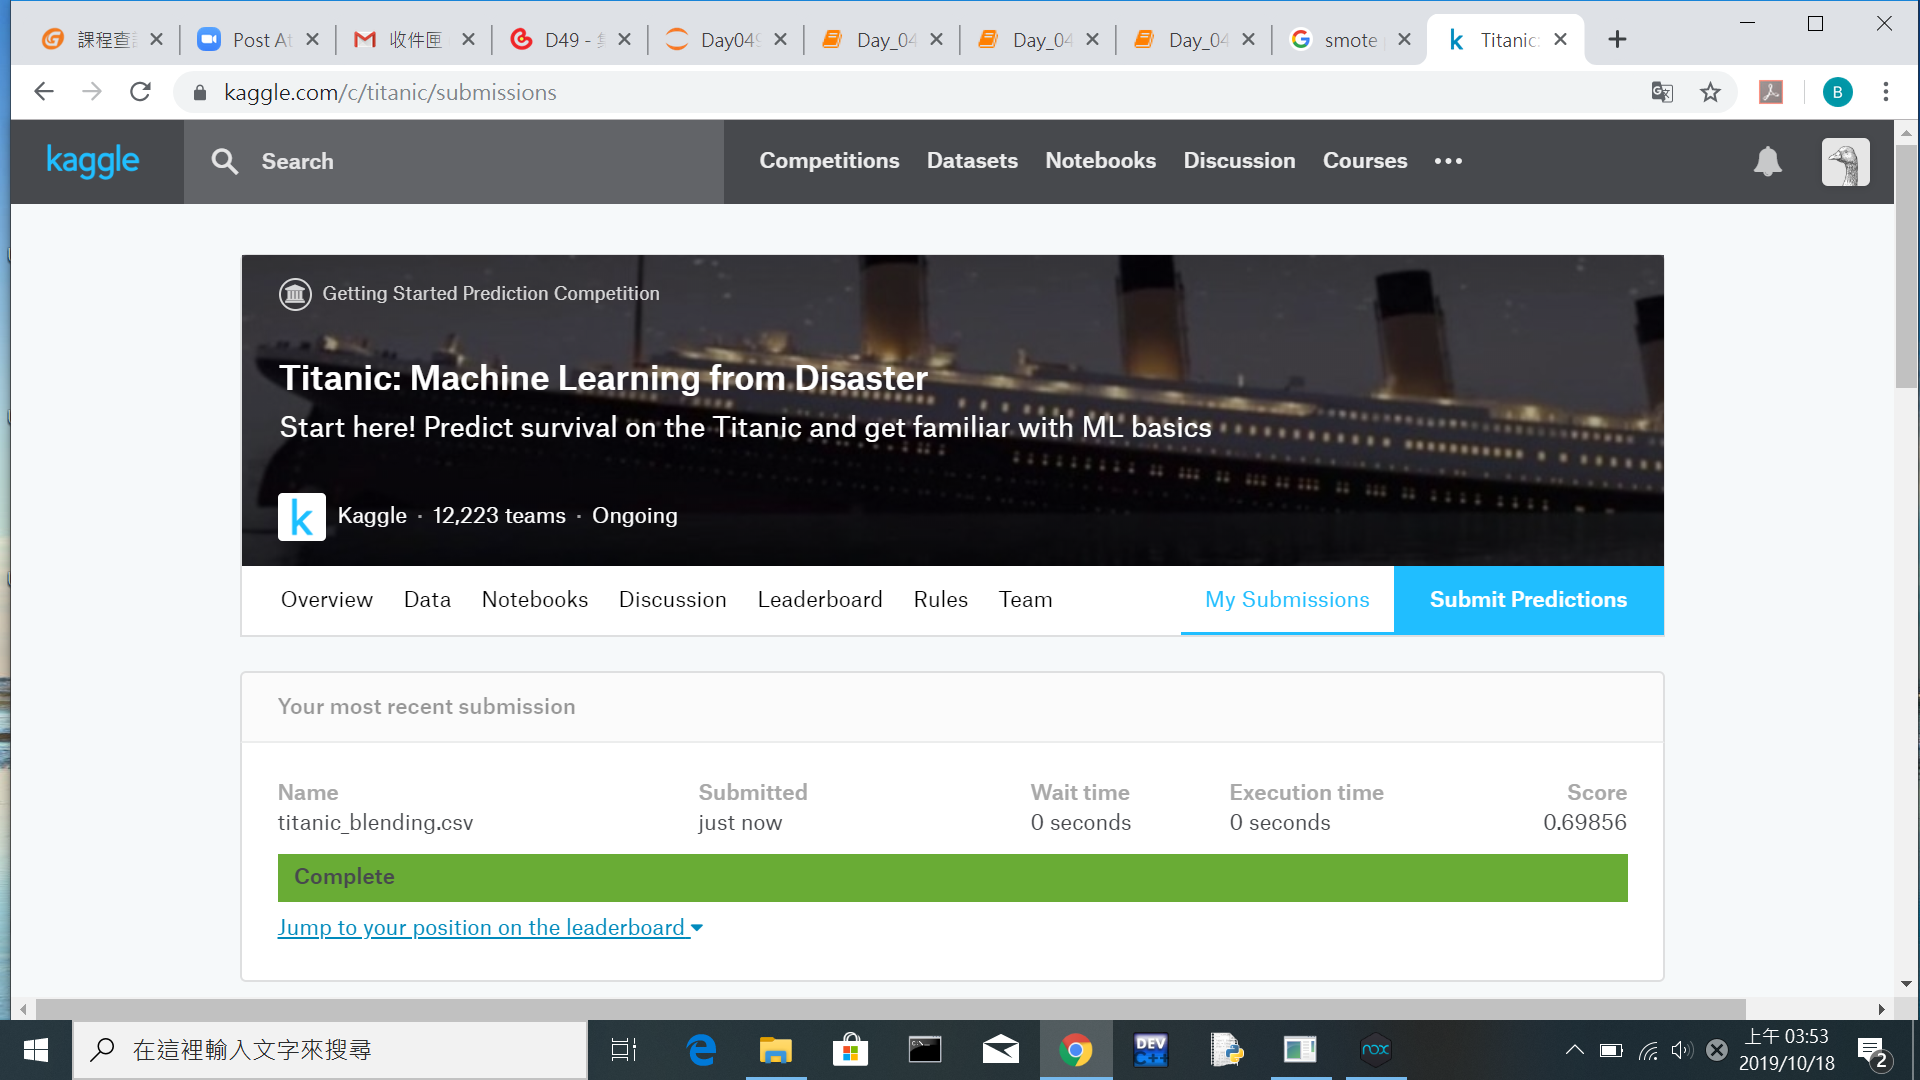 課程查 Post At 收件匣 D49 - Day049 Day_04 Day_04 Day_04 smote Titanic:
kaggle.com/c/titanic/submissions
B
kaggle Search Competitions Datasets Notebooks Discussion Courses
Getting Started Prediction Competition
Titanic: Machine Learning from Disaster
Start here! Predict survival on the Titanic and get familiar with ML basics
k Kaggle · 12,223 teams · Ongoing
Overview Data Notebooks Discussion Leaderboard Rules Team My Submissions Submit Predictions
Your most recent submission
Name Submitted Wait time Execution time Score
titanic_blending.csv just now 0 seconds 0 seconds 0.69856
Complete
Jump to your position on the leaderboard
在這裡輸入文字來搜尋
DEV C++
nox
上午 03:53
2019/10/18
2